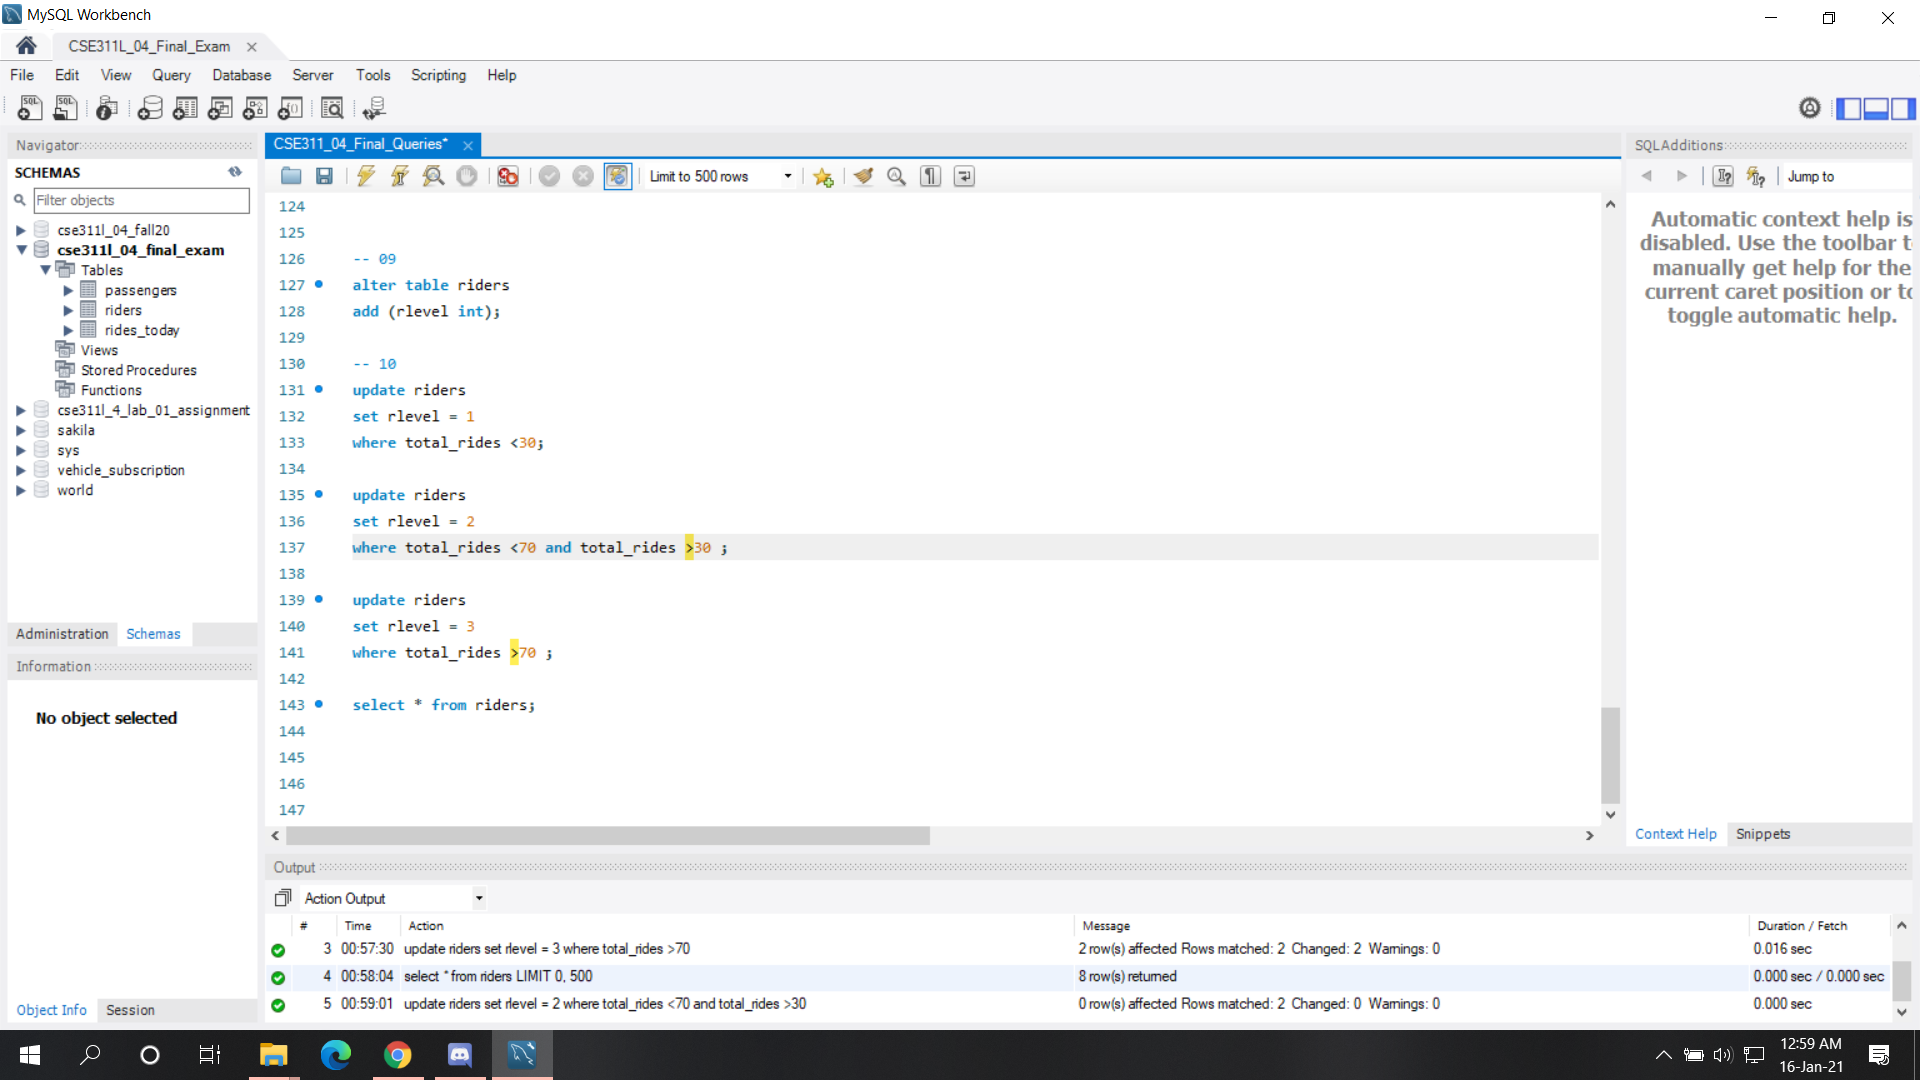 MySQL Workbench
CSE311L_04_Final_Exam
File Edit View Query Database Server Tools Scripting Help
Navigator
SCHEMAS
Filter objects
cse311l_04_fall20
cse311l_04_final_exam
Tables
passengers
riders
rides_today
Views
Stored Procedures
Functions
cse311l_4_lab_01_assignment
sakila
sys
vehicle_subscription
world
Administration Schemas
Information
No object selected
Object Info Session
CSE311_04_Final_Queries*
Limit to 500 rows
124
125
126 -- 09
127 alter table riders
128 add (rlevel int);
129
130 -- 10
131 update riders
132 set rlevel = 1
133 where total_rides <30;
134
135 update riders
136 set rlevel = 2
137 where total_rides <70 and total_rides >30 ;
138
139 update riders
140 set rlevel = 3
141 where total_rides >70 ;
142
143 select * from riders;
144
145
146
147
SQLAdditions
Jump to
Automatic context help is
disabled. Use the toolbar t
manually get help for the
current caret position or to
toggle automatic help.
Context Help Snippets
Output
Action Output
# Time Action Message Duration / Fetch
3 00:57:30 update riders set rlevel = 3 where total_rides >70 2 row(s) affected Rows matched: 2 Changed: 2 Warnings: 0 0.016 sec
4 00:58:04 select * from riders LIMIT 0, 500 8 row(s) returned 0.000 sec / 0.000 sec
5 00:59:01 update riders set rlevel = 2 where total_rides <70 and total_rides >30 0 row(s) affected Rows matched: 2 Changed: 0 Warnings: 0 0.000 sec
12:59 AM
16-Jan-21